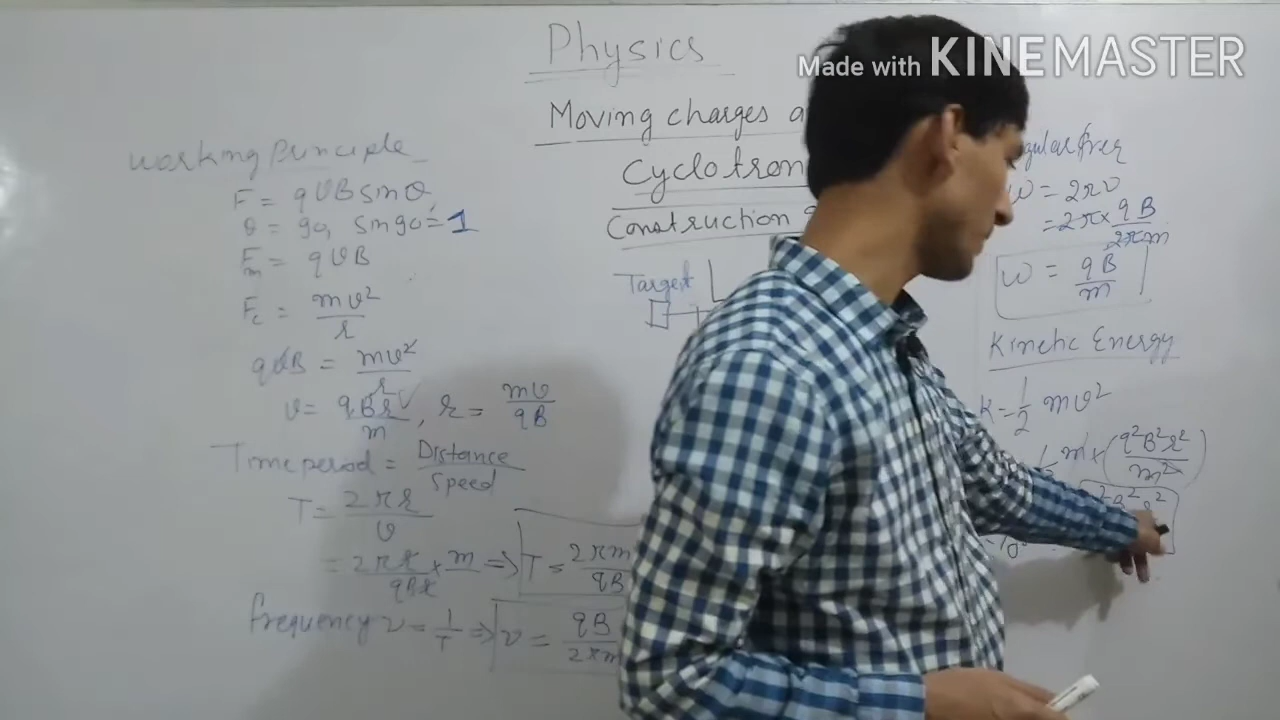 Physics
Made with KINEMASTER
Moving charges
Cyclotron
Construction
Target
Working Principle
F = qvB sinθ
θ = 90, sin90 = 1
Fm = qvB
Fc = mv²/r
qvB = mv²/r
v = qBr/m, r = mv/qB
Time period = Distance/Speed
T = 2πr/v
= 2πr/qBr × m ⇒ T = 2πm/qB
frequency ν = 1/T ⇒ ν = qB/2πm
ω = 2πν
= 2π × qB/2πm
ω = qB/m
Kinetic Energy
K = 1/2 mv²
m × (q²B²r²/m²)